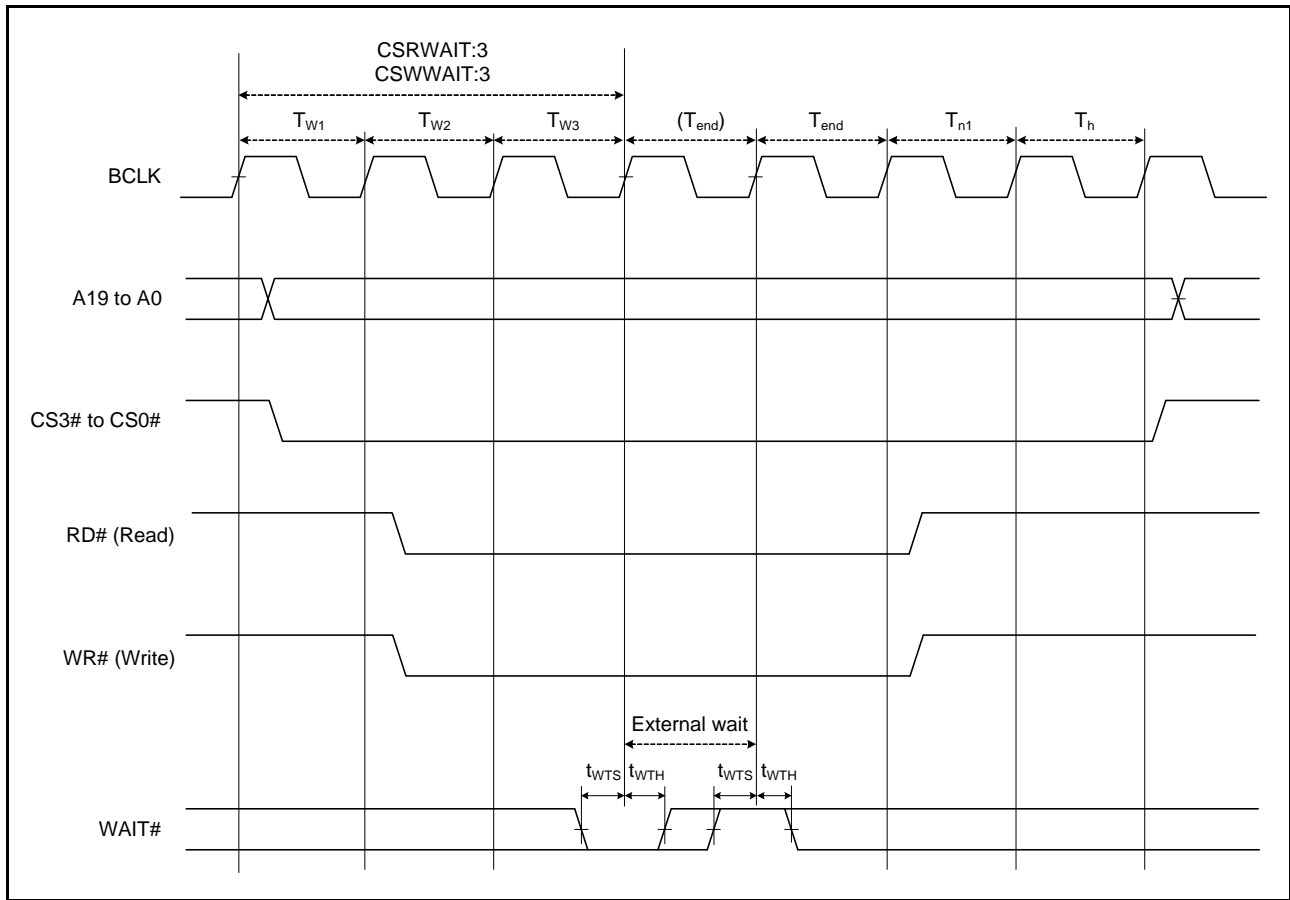 CSRWAIT:3
CSWWAIT:3
TW1 TW2 TW3 (Tend) Tend Tn1 Th
BCLK
A19 to A0
CS3# to CS0#
RD# (Read)
WR# (Write)
External wait
tWTS tWTH tWTS tWTH
WAIT#